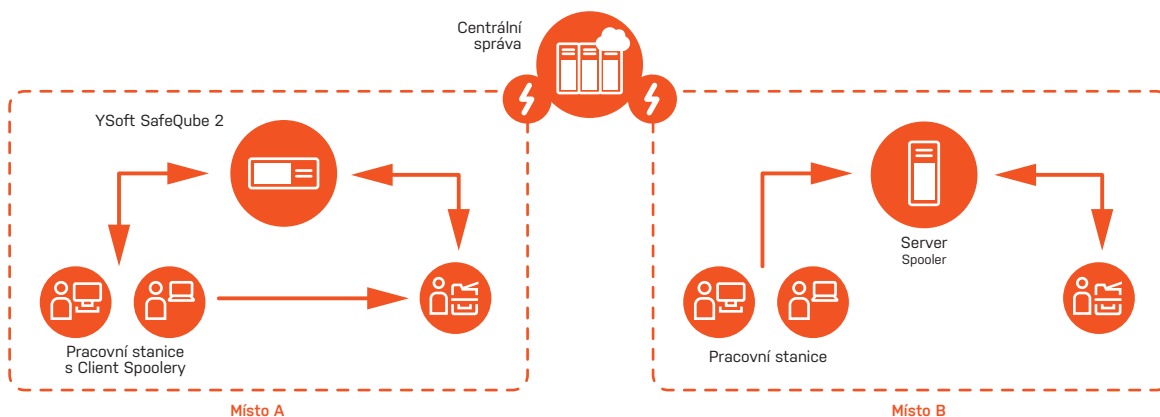 Centrální
správa
YSoft SafeQube 2
Pracovní stanice
s Client Spoolery
Místo A
Server
Spooler
Pracovní stanice
Místo B